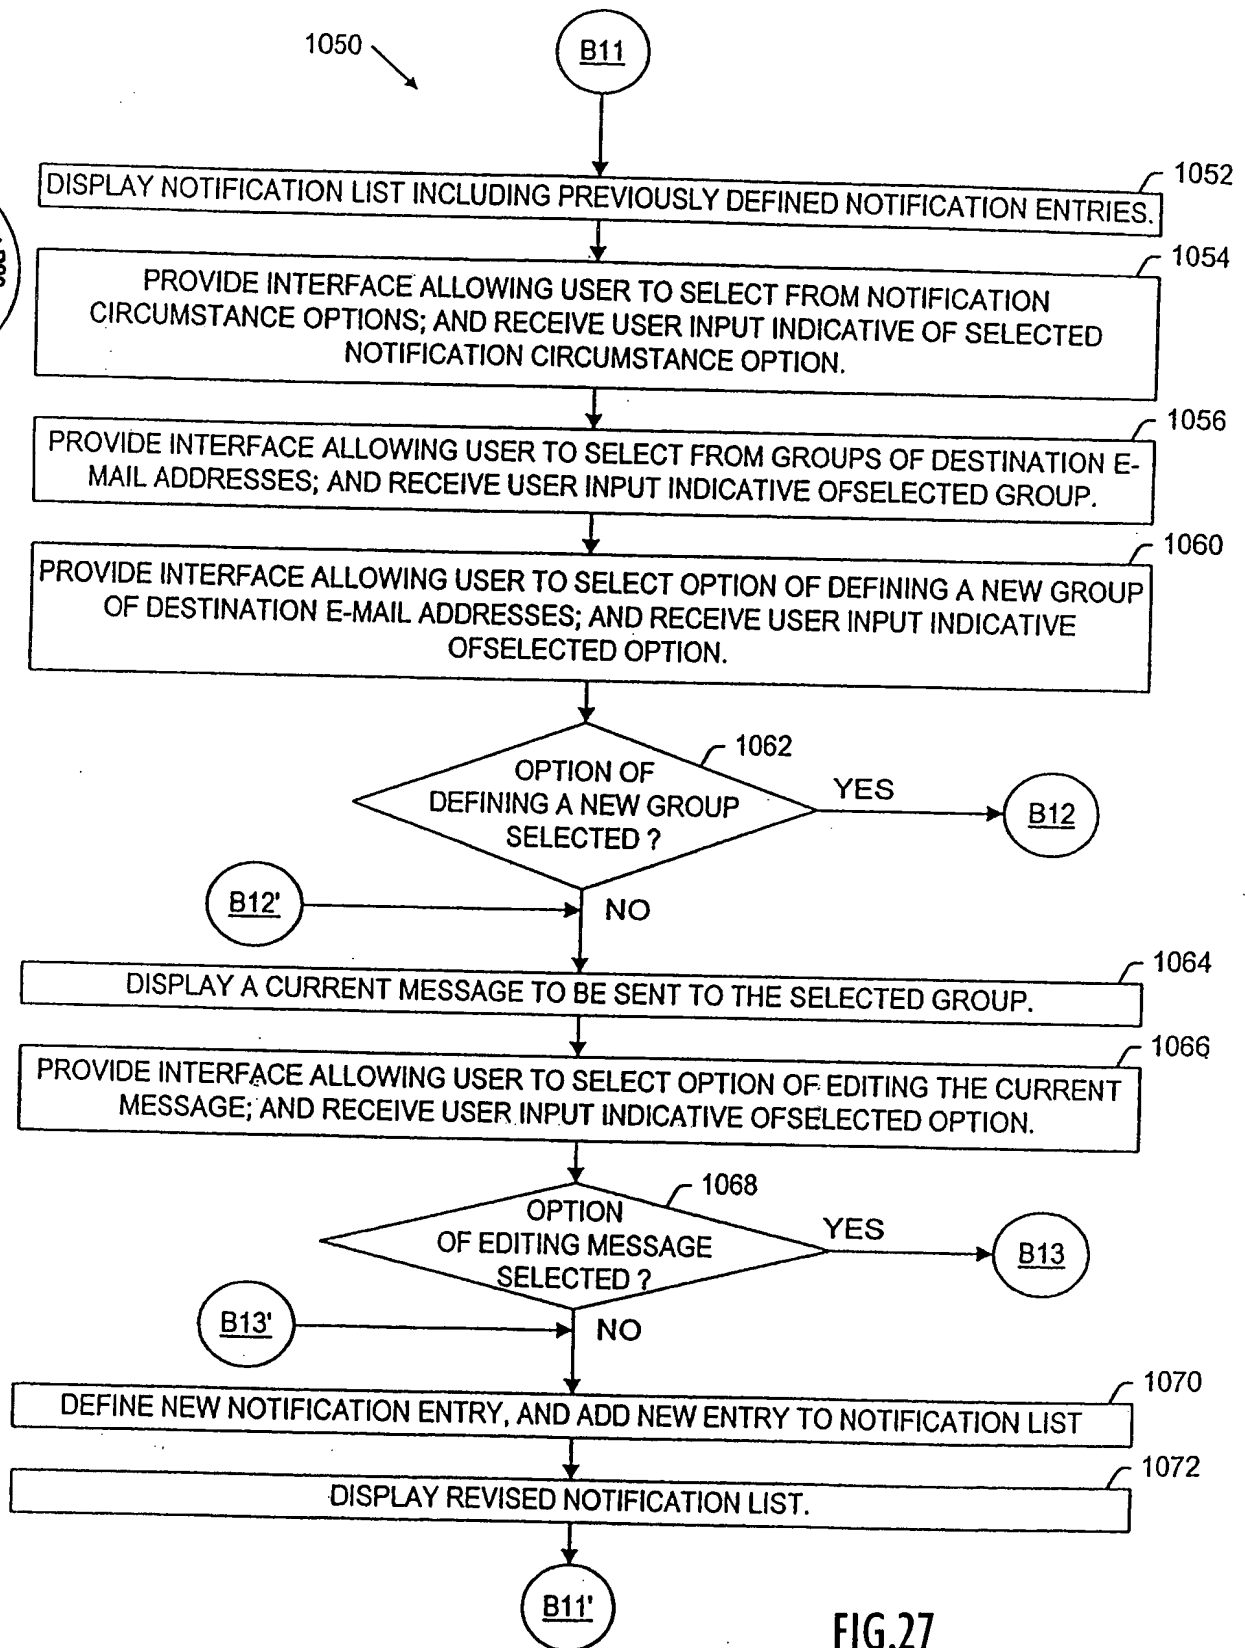 1050
B11
1052
DISPLAY NOTIFICATION LIST INCLUDING PREVIOUSLY DEFINED NOTIFICATION ENTRIES.
1054
PROVIDE INTERFACE ALLOWING USER TO SELECT FROM NOTIFICATION
CIRCUMSTANCE OPTIONS; AND RECEIVE USER INPUT INDICATIVE OF SELECTED
NOTIFICATION CIRCUMSTANCE OPTION.
1056
PROVIDE INTERFACE ALLOWING USER TO SELECT FROM GROUPS OF DESTINATION E-
MAIL ADDRESSES; AND RECEIVE USER INPUT INDICATIVE OFSELECTED GROUP.
1060
PROVIDE INTERFACE ALLOWING USER TO SELECT OPTION OF DEFINING A NEW GROUP
OF DESTINATION E-MAIL ADDRESSES; AND RECEIVE USER INPUT INDICATIVE
OFSELECTED OPTION.
1062
OPTION OF
DEFINING A NEW GROUP
SELECTED ?
YES
B12
B12'
NO
1064
DISPLAY A CURRENT MESSAGE TO BE SENT TO THE SELECTED GROUP.
1066
PROVIDE INTERFACE ALLOWING USER TO SELECT OPTION OF EDITING THE CURRENT
MESSAGE; AND RECEIVE USER INPUT INDICATIVE OFSELECTED OPTION.
1068
OPTION
OF EDITING MESSAGE
SELECTED ?
YES
B13
B13'
NO
1070
DEFINE NEW NOTIFICATION ENTRY, AND ADD NEW ENTRY TO NOTIFICATION LIST
1072
DISPLAY REVISED NOTIFICATION LIST.
B11'
FIG.27